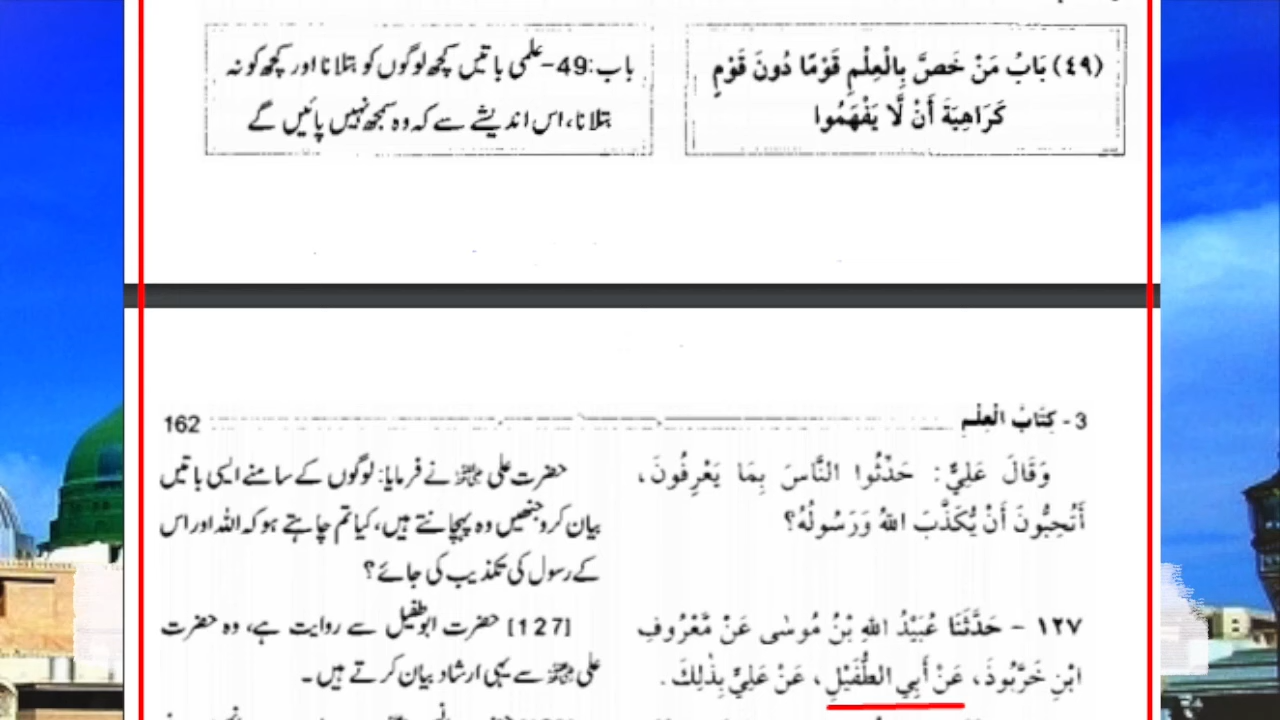 (٤٩) بَابُ مَنْ خَصَّ بِالْعِلْمِ قَوْمًا دُونَ قَوْمٍ
كَرَاهِيَةَ أَنْ لَّا يَفْهَمُوا
باب:49-علمی باتیں کچھ لوگوں کو بتلانا اور کچھ کو نہ
بتلانا، اس اندیشے سے کہ وہ سمجھ نہیں پائیں گے
3 - كِتَابُ الْعِلْمِ
162
وَقَالَ عَلِيٌّ: حَدِّثُوا النَّاسَ بِمَا يَعْرِفُونَ،
أَتُحِبُّونَ أَنْ يُّكَذَّبَ اللهُ وَرَسُولُهُ؟
حضرت علی ؓ نے فرمایا: لوگوں کے سامنے ایسی باتیں
بیان کرو جنھیں وہ پہچانتے ہیں، کیا تم چاہتے ہو کہ اللہ اور اس
کے رسول کی تکذیب کی جائے؟
١٢٧ - حَدَّثَنَا عُبَيْدُ اللهِ بْنُ مُوسٰى عَنْ مَّعْرُوفِ
ابْنِ خَرَّبُوذَ، عَنْ أَبِي الطُّفَيْلِ، عَنْ عَلِيٍّ بِذٰلِكَ.
[127] حضرت ابوطفیل سے روایت ہے، وہ حضرت
علی ؓ سے یہی ارشاد بیان کرتے ہیں۔